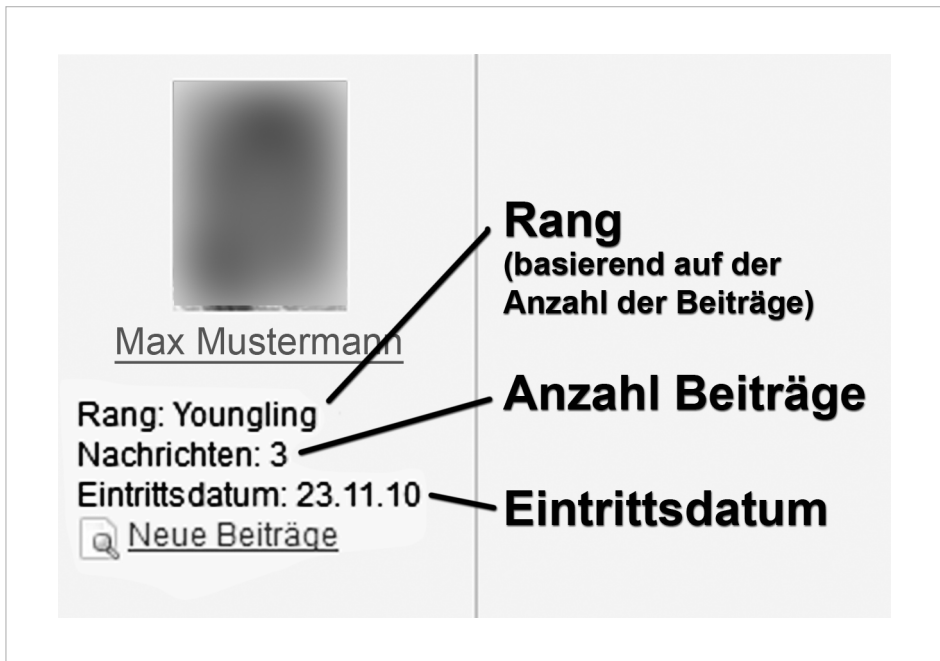 Max Mustermann
Rang: Youngling
Nachrichten: 3
Eintrittsdatum: 23.11.10
Neue Beiträge
Rang
(basierend auf der
Anzahl der Beiträge)
Anzahl Beiträge
Eintrittsdatum